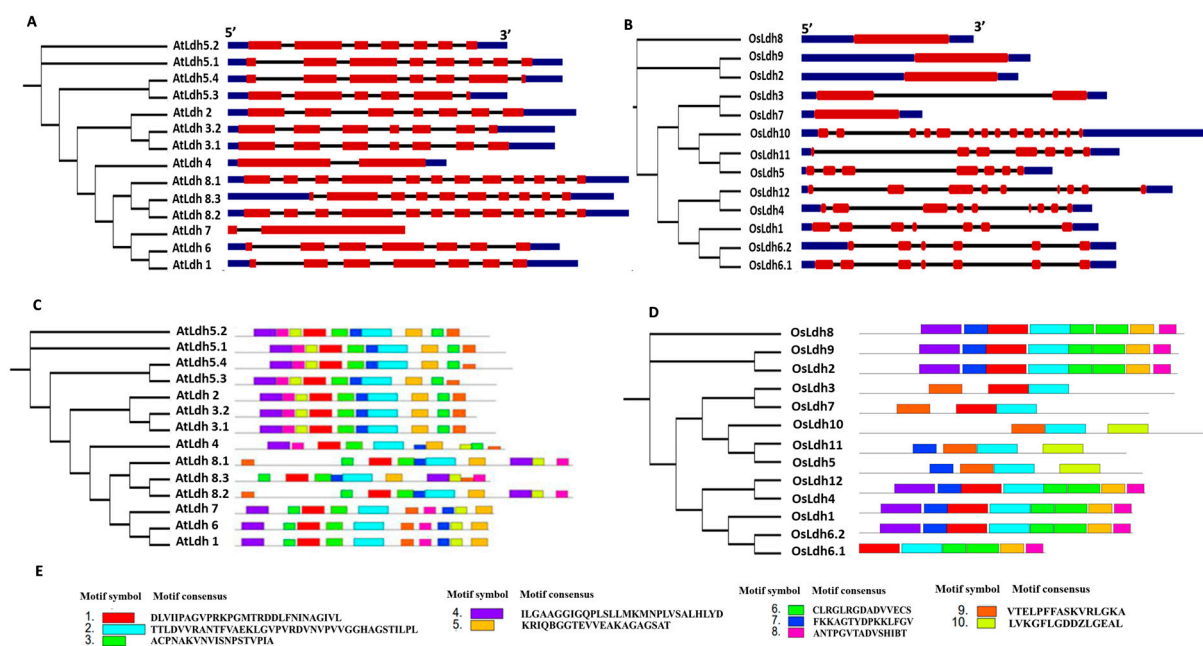 A
5’ 3’
AtLdh5.2
AtLdh5.1
AtLdh5.4
AtLdh5.3
AtLdh 2
AtLdh 3.2
AtLdh 3.1
AtLdh 4
AtLdh 8.1
AtLdh 8.3
AtLdh 8.2
AtLdh 7
AtLdh 6
AtLdh 1
B
5’ 3’
OsLdh8
OsLdh9
OsLdh2
OsLdh3
OsLdh7
OsLdh10
OsLdh11
OsLdh5
OsLdh12
OsLdh4
OsLdh1
OsLdh6.2
OsLdh6.1
C
AtLdh5.2
AtLdh5.1
AtLdh5.4
AtLdh5.3
AtLdh 2
AtLdh 3.2
AtLdh 3.1
AtLdh 4
AtLdh 8.1
AtLdh 8.3
AtLdh 8.2
AtLdh 7
AtLdh 6
AtLdh 1
D
OsLdh8
OsLdh9
OsLdh2
OsLdh3
OsLdh7
OsLdh10
OsLdh11
OsLdh5
OsLdh12
OsLdh4
OsLdh1
OsLdh6.2
OsLdh6.1
E
Motif symbol Motif consensus
1. DLVIIPAGVPRKPGMTRDDLFNINAGIVL
2. TTLDVVRANTFVAEKLGVPVRDVNVPVVGGHAGSTILPL
3. ACPNAKVNVISNPSTVPIA
Motif symbol Motif consensus
4. ILGAAGGIGQPLSLLMKMNPLVSALHLYD
5. KRIQBGGTEVVEAKAGAGSAT
Motif symbol Motif consensus
6. CLRGLRGDADVVECS
7. FKKAGTYDPKKLFGV
8. ANTPGVTADVSHIBT
Motif symbol Motif consensus
9. VTELPFFASKVRLGKA
10. LVKGFLGDDZLGEAL